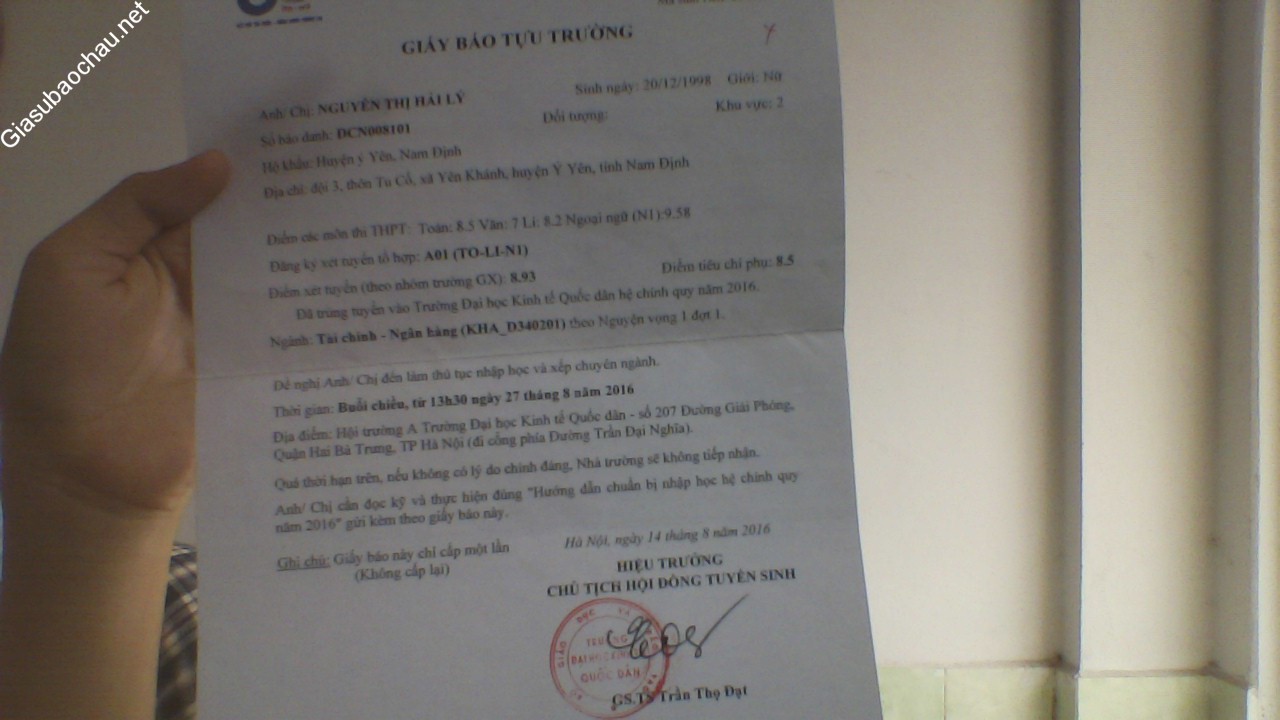 Giasubaochau.net
GIẤY BÁO TỰU TRƯỜNG
Anh/ Chị: NGUYỄN THỊ HẢI LÝ Sinh ngày: 20/12/1998 Giới: Nữ
Số báo danh: DCN008101 Đối tượng: Khu vực: 2
Hộ khẩu: Huyện ý Yên, Nam Định
Địa chỉ: đội 3, thôn Tu Cổ, xã Yên Khánh, huyện Ý Yên, tỉnh Nam Định
Điểm các môn thi THPT: Toán: 8.5 Văn: 7 Lí: 8.2 Ngoại ngữ (N1):9.58
Đăng ký xét tuyển tổ hợp: A01 (TO-LI-N1)
Điểm xét tuyển (theo nhóm trường GX): 8.93 Điểm tiêu chí phụ: 8.5
Đã trúng tuyển vào Trường Đại học Kinh tế Quốc dân hệ chính quy năm 2016.
Ngành: Tài chính - Ngân hàng (KHA_D340201) theo Nguyện vọng 1 đợt 1.
Đề nghị Anh/ Chị đến làm thủ tục nhập học và xếp chuyên ngành.
Thời gian: Buổi chiều, từ 13h30 ngày 27 tháng 8 năm 2016
Địa điểm: Hội trường A Trường Đại học Kinh tế Quốc dân - số 207 Đường Giải Phóng,
Quận Hai Bà Trưng, TP Hà Nội (đi cổng phía Đường Trần Đại Nghĩa).
Quá thời hạn trên, nếu không có lý do chính đáng, Nhà trường sẽ không tiếp nhận.
Anh/ Chị cần đọc kỹ và thực hiện đúng "Hướng dẫn chuẩn bị nhập học hệ chính quy
năm 2016" gửi kèm theo giấy báo này.
Ghi chú: Giấy báo này chỉ cấp một lần
(Không cấp lại)
Hà Nội, ngày 14 tháng 8 năm 2016
HIỆU TRƯỞNG
CHỦ TỊCH HỘI ĐỒNG TUYỂN SINH
TRƯỜNG
ĐẠI HỌC KINH
QUỐC DÂN
GS.TS Trần Thọ Đạt